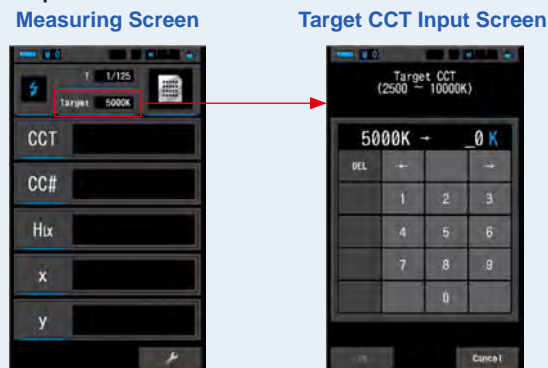 Measuring Screen
Target CCT Input Screen
T 1/125
Target 5000K
CCT
CC#
Hlx
x
y
Target CCT
(2500 ~ 10000K)
5000K → _0 K
DEL ← →
1 2 3
4 5 6
7 8 9
0
Cancel